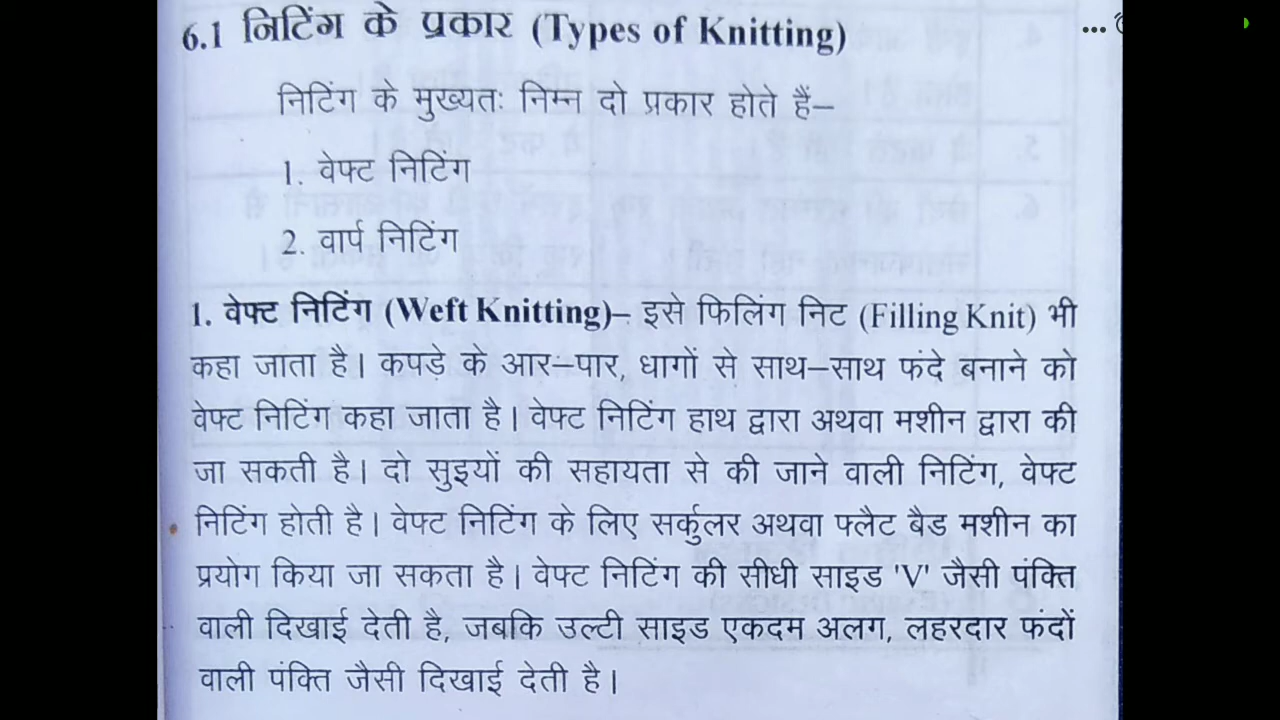 6.1 निटिंग के प्रकार (Types of Knitting)
निटिंग के मुख्यतः निम्न दो प्रकार होते हैं–
1. वेफ्ट निटिंग
2. वार्प निटिंग
1. वेफ्ट निटिंग (Weft Knitting)– इसे फिलिंग निट (Filling Knit) भी
कहा जाता है। कपड़े के आर–पार, धागों से साथ–साथ फंदे बनाने को
वेफ्ट निटिंग कहा जाता है। वेफ्ट निटिंग हाथ द्वारा अथवा मशीन द्वारा की
जा सकती है। दो सुइयों की सहायता से की जाने वाली निटिंग, वेफ्ट
निटिंग होती है। वेफ्ट निटिंग के लिए सर्कुलर अथवा फ्लैट बैड मशीन का
प्रयोग किया जा सकता है। वेफ्ट निटिंग की सीधी साइड 'V' जैसी पंक्ति
वाली दिखाई देती है, जबकि उल्टी साइड एकदम अलग, लहरदार फंदों
वाली पंक्ति जैसी दिखाई देती है।